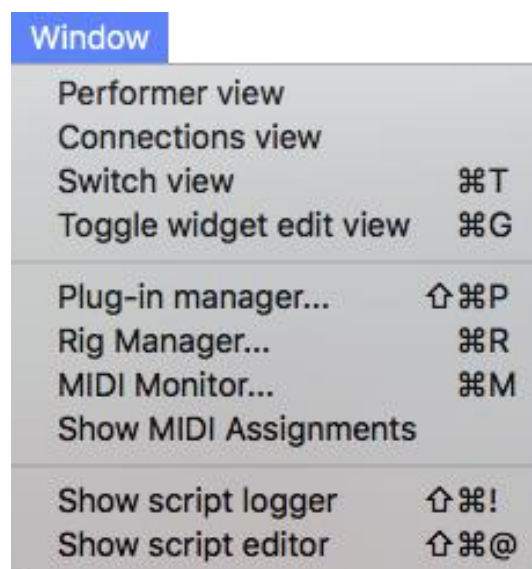 Window
Performer view
Connections view
Switch view ⌘T
Toggle widget edit view ⌘G
Plug-in manager... ⇧⌘P
Rig Manager... ⌘R
MIDI Monitor... ⌘M
Show MIDI Assignments
Show script logger ⇧⌘!
Show script editor ⇧⌘@